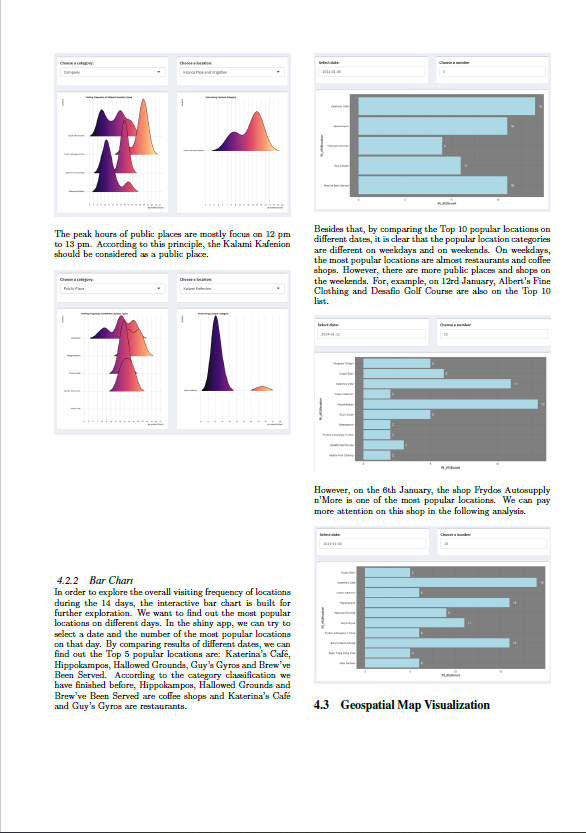 Choose a category:
Choose a location:
Company
Kronos Pipe and Irrigation
The peak hours of public places are mostly focus on 12 pm
to 13 pm. According to this principle, the Kalami Kafenion
should be considered as a public place.
Choose a category:
Choose a location:
Public Place
Kalami Kafenion
4.2.2 Bar Chart
In order to explore the overall visiting frequency of locations
during the 14 days, the interactive bar chart is built for
further exploration. We want to find out the most popular
locations on different days. In the shiny app, we can try to
select a date and the number of the most popular locations
on that day. By comparing results of different dates, we can
find out the Top 5 popular locations are: Katerina's Café,
Hippokampos, Hallowed Grounds, Guy's Gyros and Brew've
Been Served. According to the category classification we
have finished before, Hippokampos, Hallowed Grounds and
Brew've Been Served are coffee shops and Katerina's Café
and Guy's Gyros are restaurants.
Select date:
Choose a number
2014-01-06
5
Besides that, by comparing the Top 10 popular locations on
different dates, it is clear that the popular location categories
are different on weekdays and on weekends. On weekdays,
the most popular locations are almost restaurants and coffee
shops. However, there are more public places and shops on
the weekends. For, example, on 12rd January, Albert's Fine
Clothing and Desafio Golf Course are also on the Top 10
list.
Select date:
Choose a number
2014-01-12
10
However, on the 6th January, the shop Frydos Autosupply
n'More is one of the most popular locations. We can pay
more attention on this shop in the following analysis.
Select date:
Choose a number
2014-01-06
10
4.3 Geospatial Map Visualization